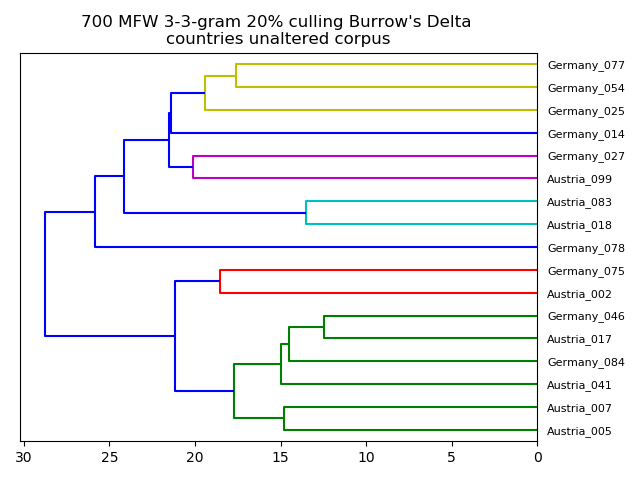 700 MFW 3-3-gram 20% culling Burrow's Delta
countries unaltered corpus
Germany_077
Germany_054
Germany_025
Germany_014
Germany_027
Austria_099
Austria_083
Austria_018
Germany_078
Germany_075
Austria_002
Germany_046
Austria_017
Germany_084
Austria_041
Austria_007
Austria_005
30 25 20 15 10 5 0